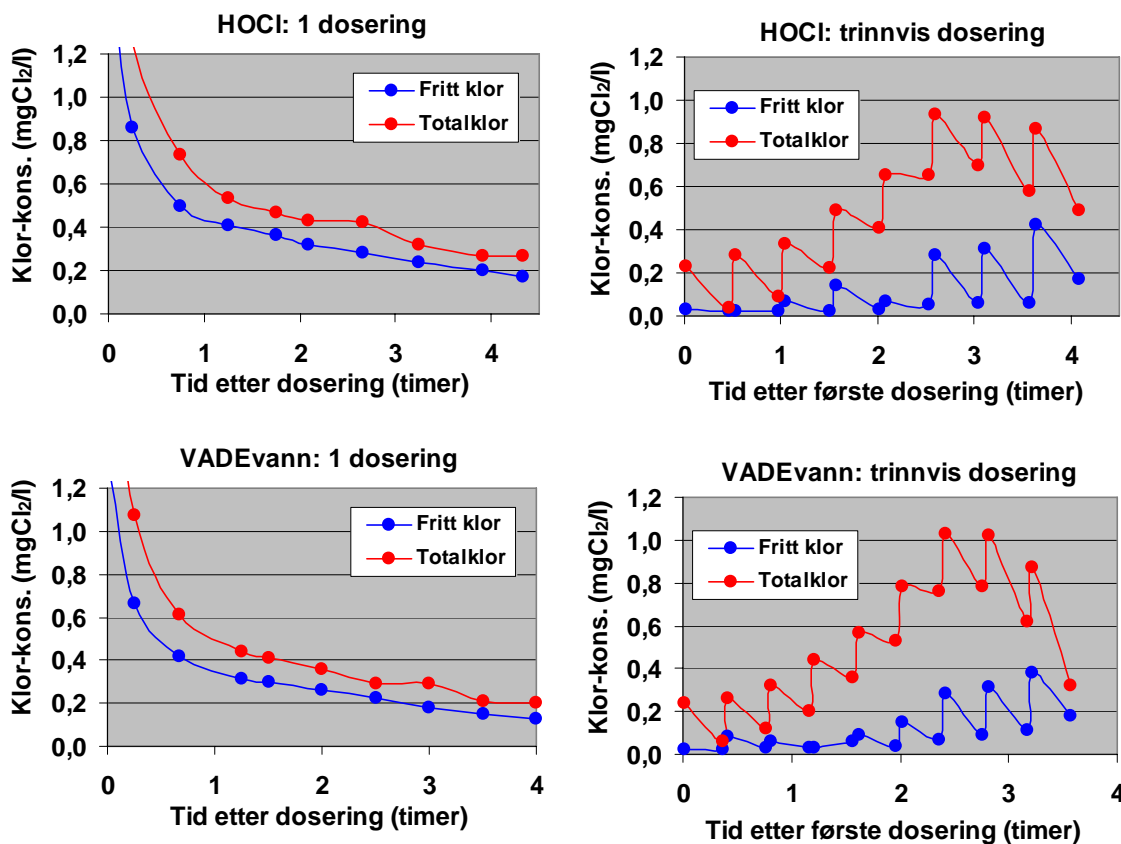 HOCl: 1 dosering
Klor-kons. (mgCl₂/l)
1,2
1,0
0,8
0,6
0,4
0,2
0,0
Fritt klor
Totalklor
0 1 2 3 4
Tid etter dosering (timer)
HOCl: trinnvis dosering
Klor-kons. (mgCl₂/l)
1,2
1,0
0,8
0,6
0,4
0,2
0,0
Fritt klor
Totalklor
0 1 2 3 4
Tid etter første dosering (timer)
VADEvann: 1 dosering
Klor-kons. (mgCl₂/l)
1,2
1,0
0,8
0,6
0,4
0,2
0,0
Fritt klor
Totalklor
0 1 2 3 4
Tid etter dosering (timer)
VADEvann: trinnvis dosering
Klor-kons. (mgCl₂/l)
1,2
1,0
0,8
0,6
0,4
0,2
0,0
Fritt klor
Totalklor
0 1 2 3 4
Tid etter første dosering (timer)